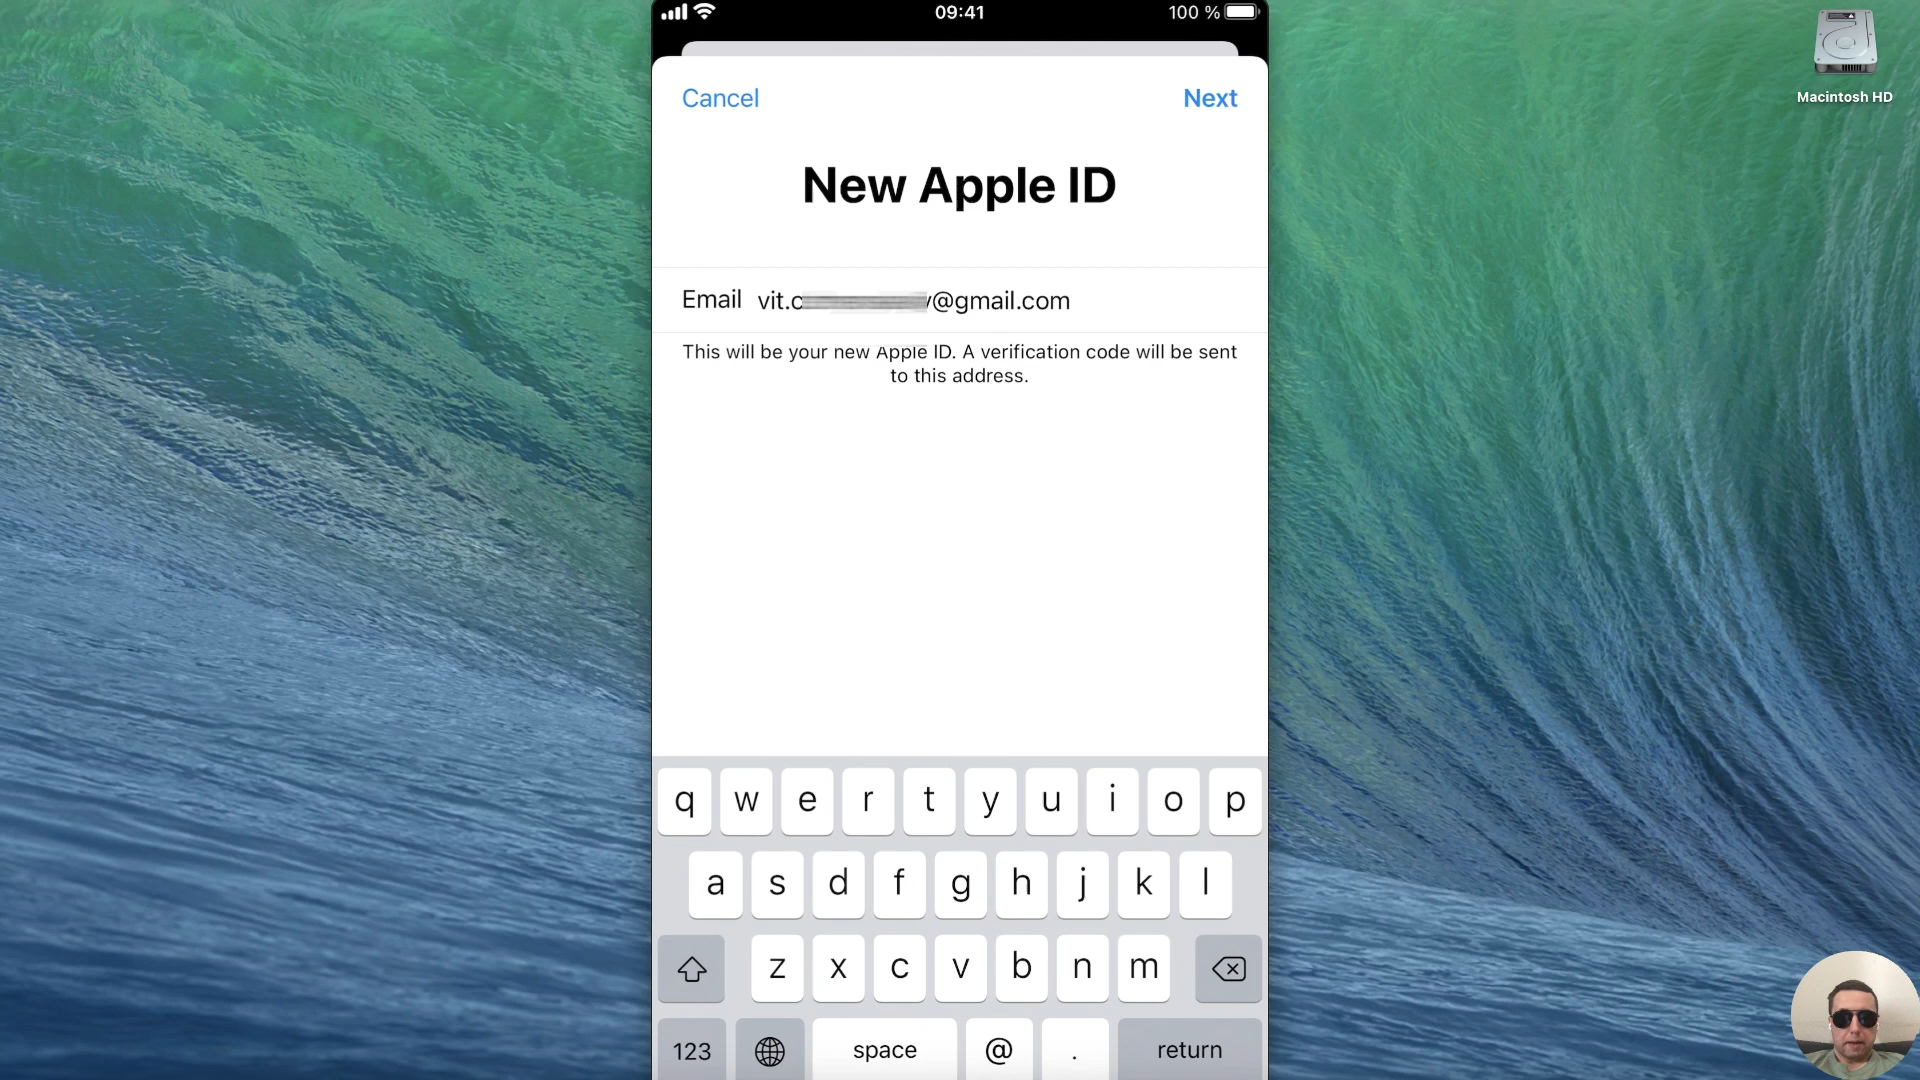 09:41
100 %
Macintosh HD
Cancel
Next
New Apple ID
Email @gmail.com
This will be your new Apple ID. A verification code will be sent
to this address.
q w e r t y u i o p
a s d f g h j k l
z x c v b n m
123 space @ . return